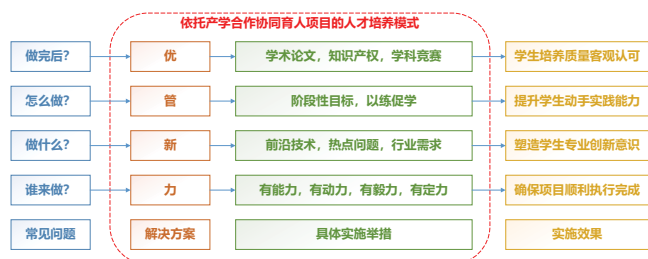 依托产学合作协同育人项目的人才培养模式
做完后? 优 学术论文，知识产权，学科竞赛 学生培养质量客观认可
怎么做? 管 阶段性目标，以练促学 提升学生动手实践能力
做什么? 新 前沿技术，热点问题，行业需求 塑造学生专业创新意识
谁来做? 力 有能力，有动力，有毅力，有定力 确保项目顺利执行完成
常见问题 解决方案 具体实施举措 实施效果